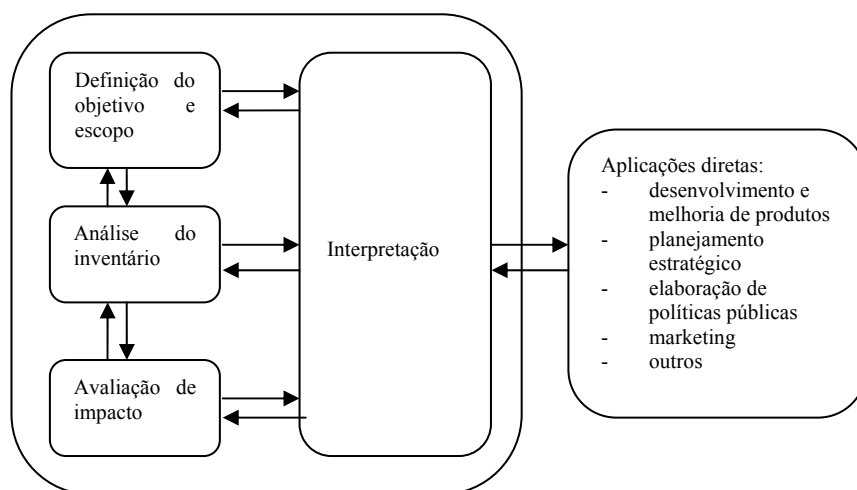 Definição do
objetivo e
escopo
Análise do
inventário
Avaliação de
impacto
Interpretação
Aplicações diretas:
- desenvolvimento e
melhoria de produtos
- planejamento
estratégico
- elaboração de
políticas públicas
- marketing
- outros